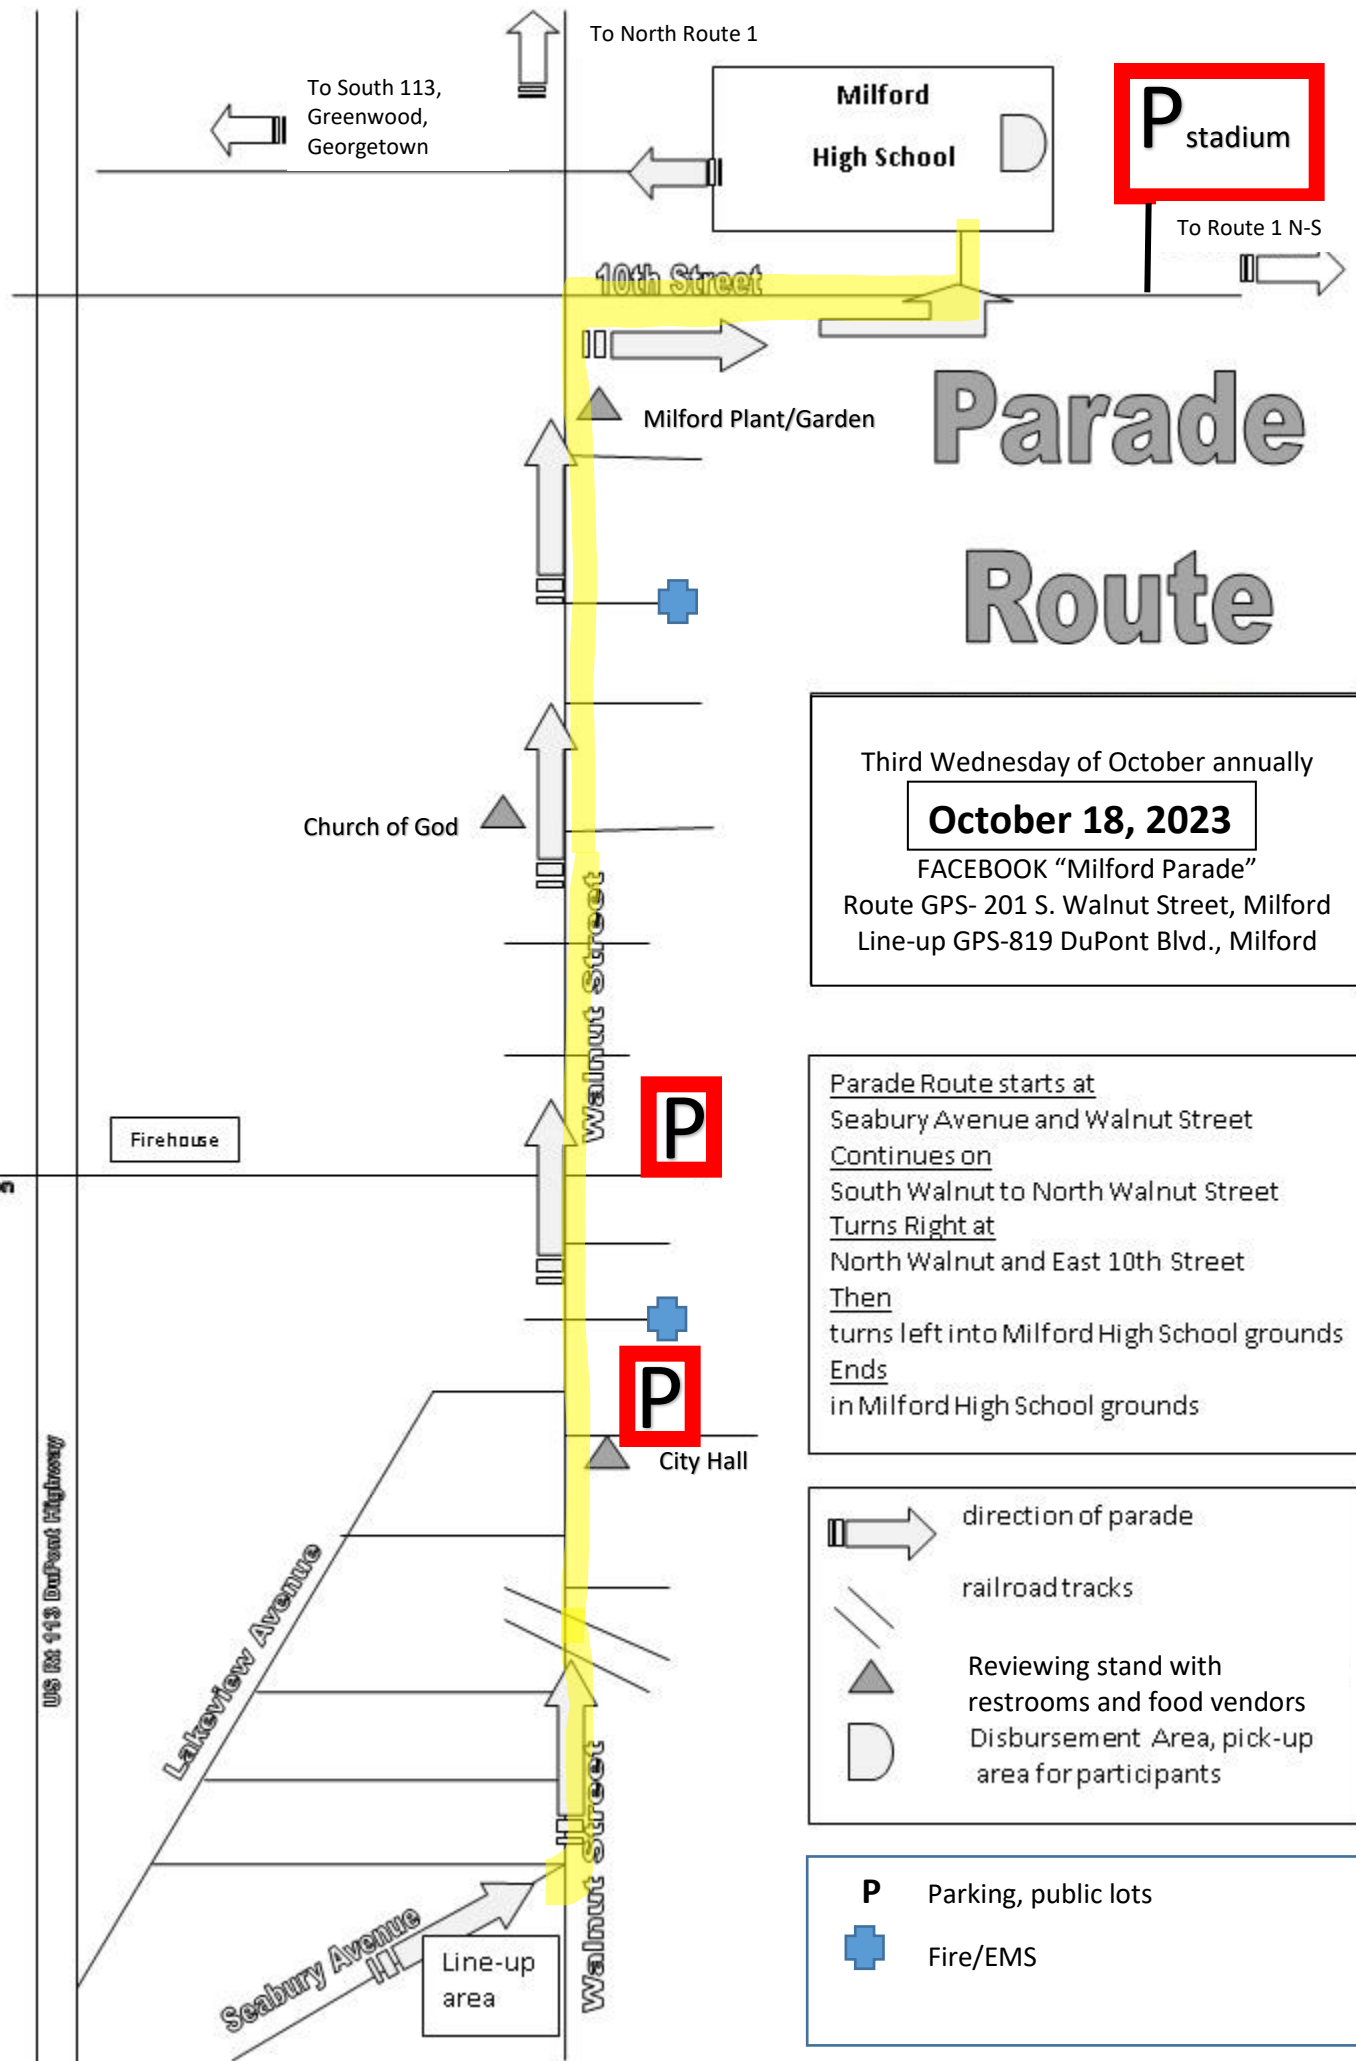 To North Route 1
To South 113,
Greenwood,
Georgetown
Milford
High School
P stadium
To Route 1 N-S
10th Street
Milford Plant/Garden
Parade
Route
Third Wednesday of October annually
October 18, 2023
FACEBOOK “Milford Parade”
Route GPS- 201 S. Walnut Street, Milford
Line-up GPS-819 DuPont Blvd., Milford
Church of God
Walnut Street
P
Firehouse
Parade Route starts at
Seabury Avenue and Walnut Street
Continues on
South Walnut to North Walnut Street
Turns Right at
North Walnut and East 10th Street
Then
turns left into Milford High School grounds
Ends
in Milford High School grounds
P
City Hall
US Rt 113 DuPont Highway
Lakeview Avenue
Walnut Street
Seabury Avenue
Line-up
area
direction of parade
railroad tracks
Reviewing stand with
restrooms and food vendors
Disbursement Area, pick-up
area for participants
P Parking, public lots
Fire/EMS